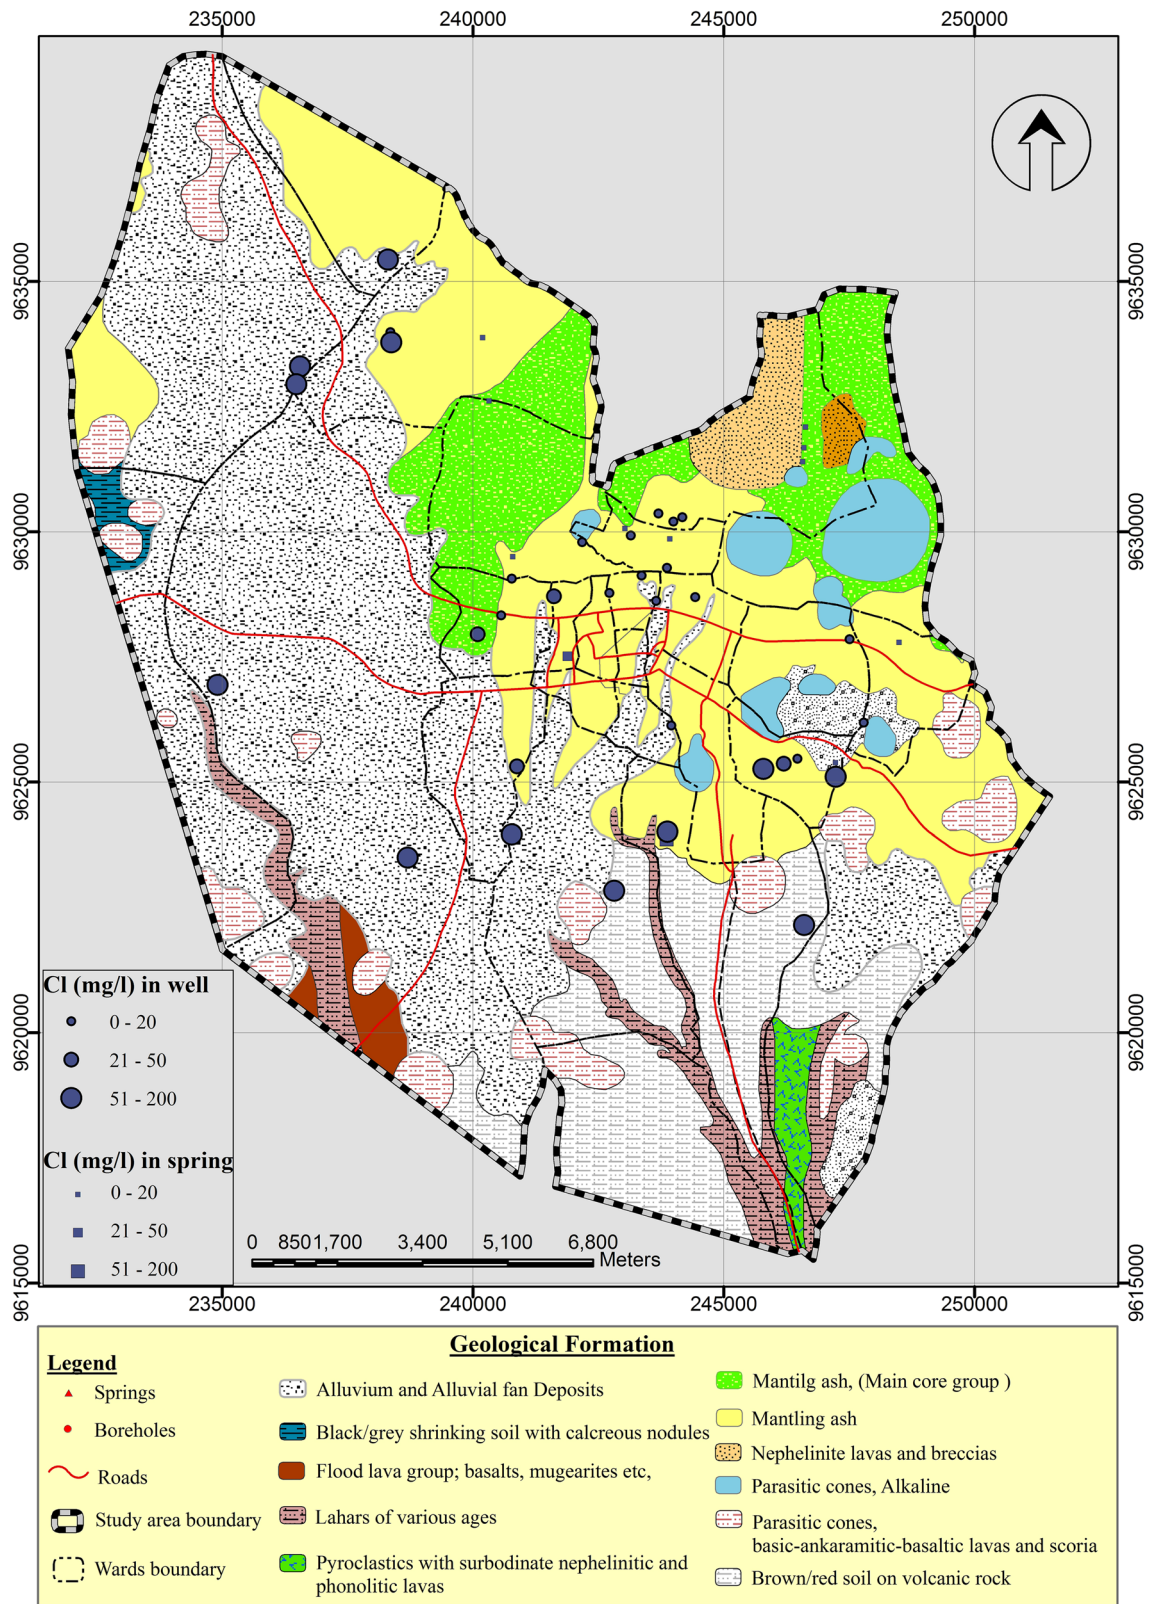 235000 240000 245000 250000
9635000 9635000
9630000 9630000
9625000 9625000
9620000 9620000
9615000 9615000
Cl (mg/l) in well
0 - 20
21 - 50
51 - 200
Cl (mg/l) in spring
0 - 20
21 - 50
51 - 200
0 850 1,700 3,400 5,100 6,800
Meters
235000 240000 245000 250000
Geological Formation
Legend
Springs
Boreholes
Roads
Study area boundary
Wards boundary
Alluvium and Alluvial fan Deposits
Black/grey shrinking soil with calcreous nodules
Flood lava group; basalts, mugearites etc,
Lahars of various ages
Pyroclastics with surbodinate nephelinitic and
phonolitic lavas
Mantilg ash, (Main core group )
Mantling ash
Nephelinite lavas and breccias
Parasitic cones, Alkaline
Parasitic cones,
basic-ankaramitic-basaltic lavas and scoria
Brown/red soil on volcanic rock